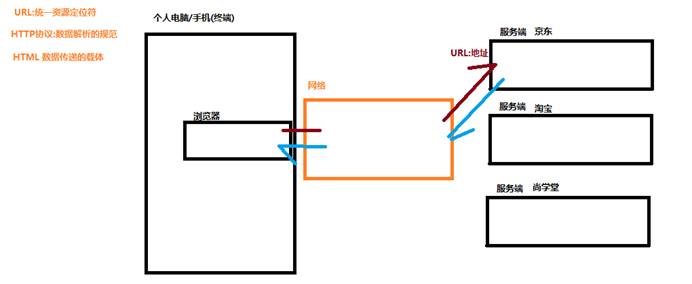 URL:统一资源定位符
HTTP协议:数据解析的规范
HTML 数据传递的载体
个人电脑/手机(终端)
浏览器
网络
URL:地址
服务端 京东
服务端 淘宝
服务端 尚学堂